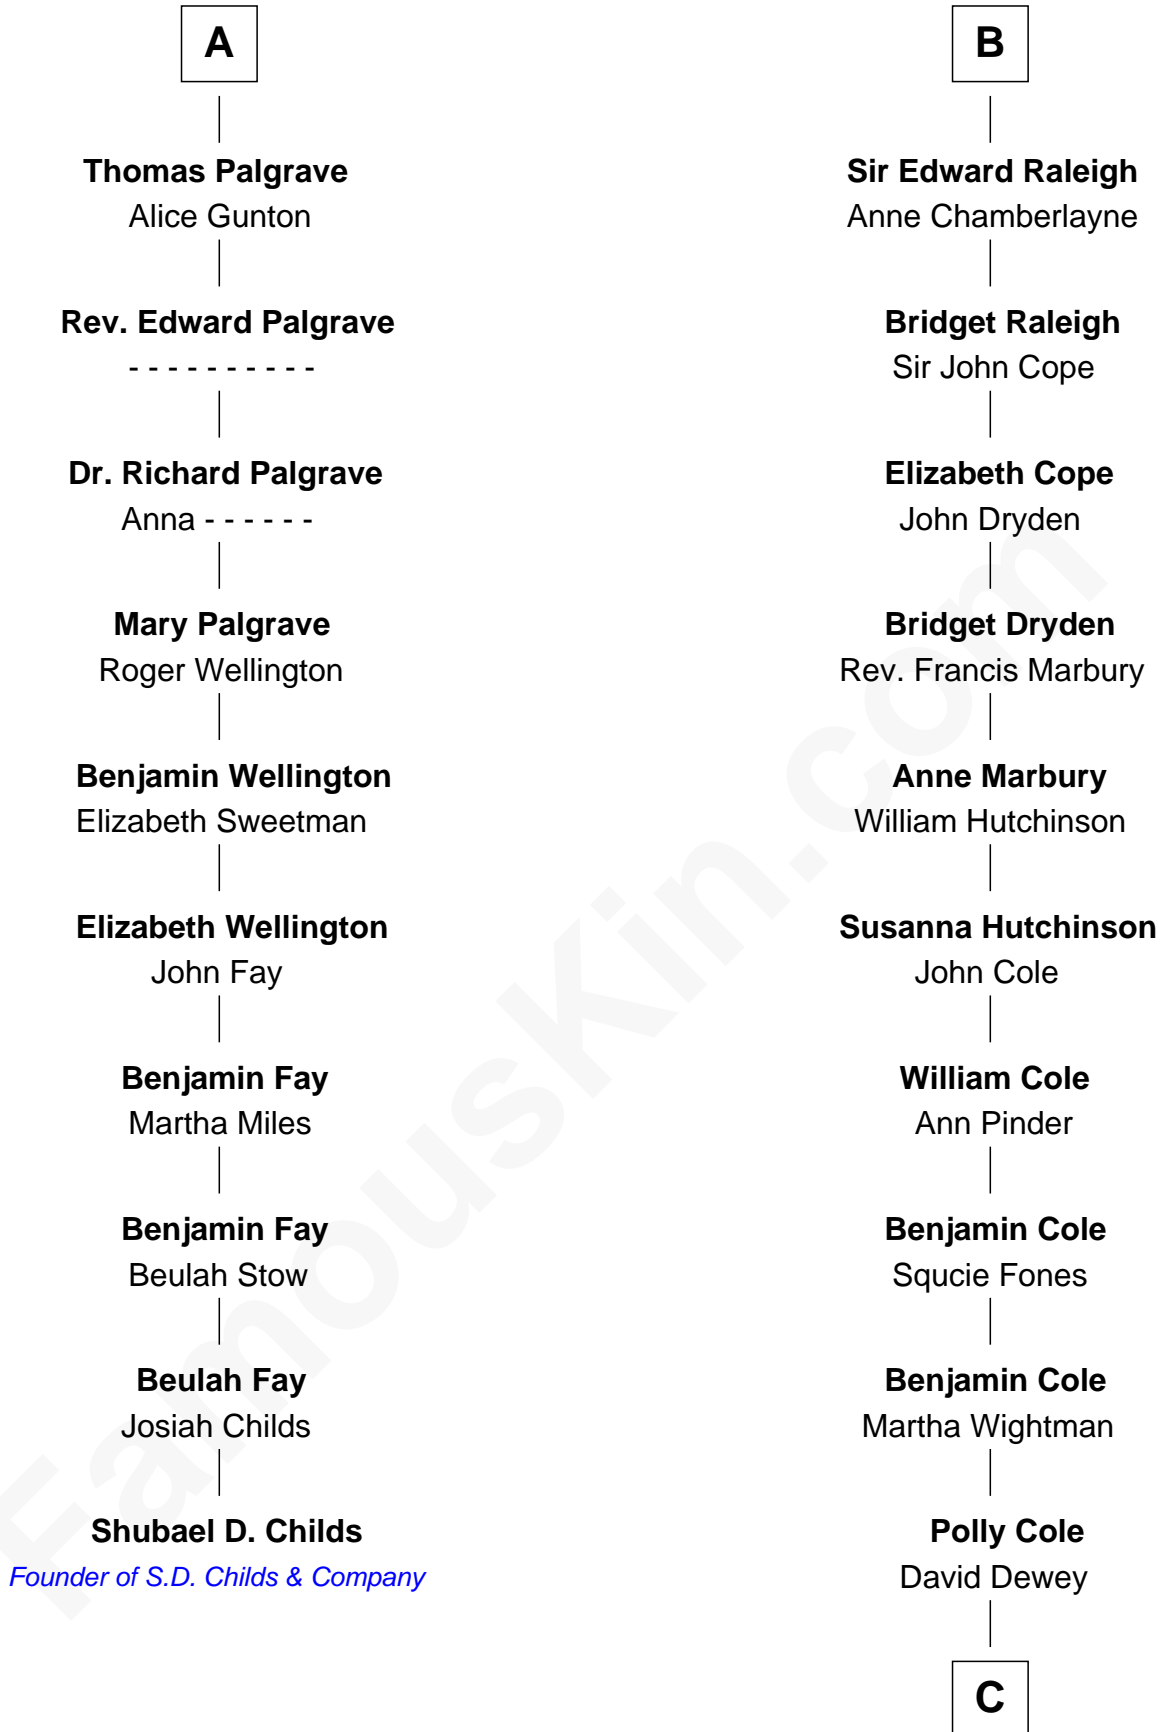 A
Thomas Palgrave
Alice Gunton
Rev. Edward Palgrave
- - - - - - - - - -
Dr. Richard Palgrave
Anna - - - - - -
Mary Palgrave
Roger Wellington
Benjamin Wellington
Elizabeth Sweetman
Elizabeth Wellington
John Fay
Benjamin Fay
Martha Miles
Benjamin Fay
Beulah Stow
Beulah Fay
Josiah Childs
Shubael D. Childs
Founder of S.D. Childs & Company
B
Sir Edward Raleigh
Anne Chamberlayne
Bridget Raleigh
Sir John Cope
Elizabeth Cope
John Dryden
Bridget Dryden
Rev. Francis Marbury
Anne Marbury
William Hutchinson
Susanna Hutchinson
John Cole
William Cole
Ann Pinder
Benjamin Cole
Squcie Fones
Benjamin Cole
Martha Wightman
Polly Cole
David Dewey
C
FamousKin.com